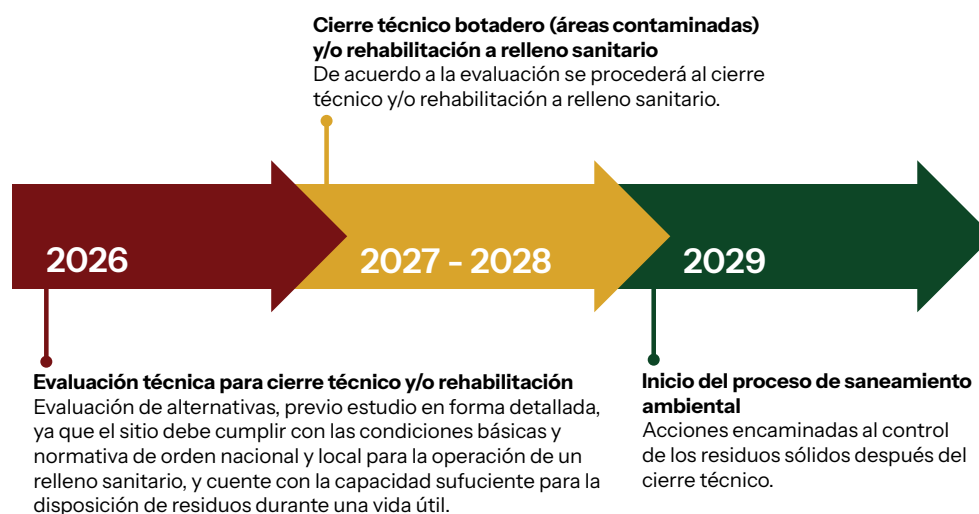 Cierre técnico botadero (áreas contaminadas)
y/o rehabilitación a relleno sanitario
De acuerdo a la evaluación se procederá al cierre
técnico y/o rehabilitación a relleno sanitario.
2026
2027 - 2028
2029
Evaluación técnica para cierre técnico y/o rehabilitación
Evaluación de alternativas, previo estudio en forma detallada,
ya que el sitio debe cumplir con las condiciones básicas y
normativa de orden nacional y local para la operación de un
relleno sanitario, y cuente con la capacidad sufuciente para la
disposición de residuos durante una vida útil.
Inicio del proceso de saneamiento
ambiental
Acciones encaminadas al control
de los residuos sólidos después del
cierre técnico.